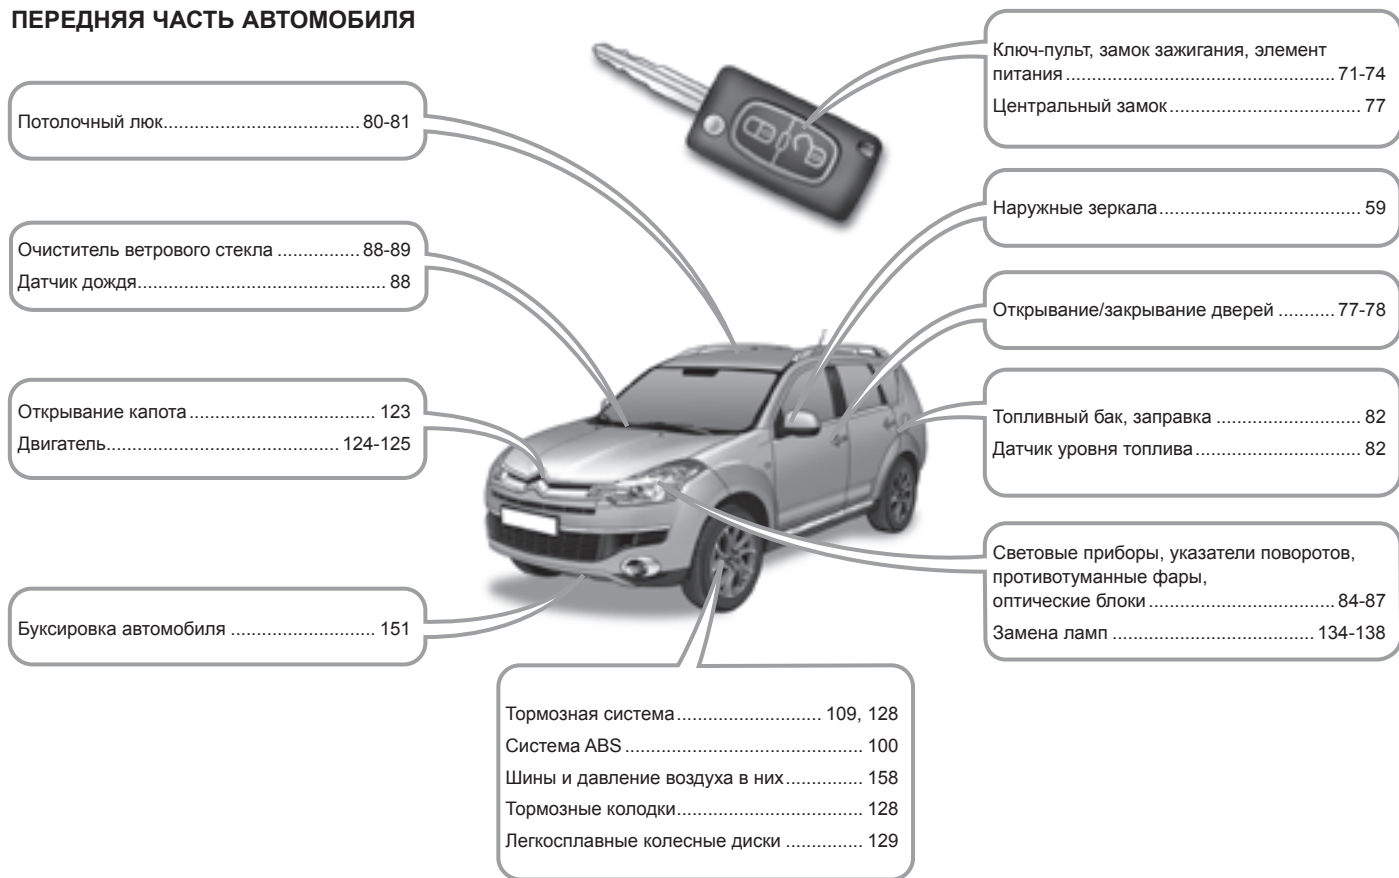 ПЕРЕДНЯЯ ЧАСТЬ АВТОМОБИЛЯ
Потолочный люк..................................... 80-81
Очиститель ветрового стекла ................ 88-89
Датчик дождя............................................... 88
Открывание капота.................................... 123
Двигатель............................................ 124-125
Буксировка автомобиля ............................ 151
Ключ-пульт, замок зажигания, элемент
питания.................................................... 71-74
Центральный замок..................................... 77
Наружные зеркала....................................... 59
Открывание/закрывание дверей ........... 77-78
Топливный бак, заправка ............................ 82
Датчик уровня топлива................................ 82
Световые приборы, указатели поворотов,
противотуманные фары,
оптические блоки .................................... 84-87
Замена ламп ....................................... 134-138
Тормозная система............................ 109, 128
Система ABS .............................................. 100
Шины и давление воздуха в них............... 158
Тормозные колодки.................................... 128
Легкосплавные колесные диски ............... 129